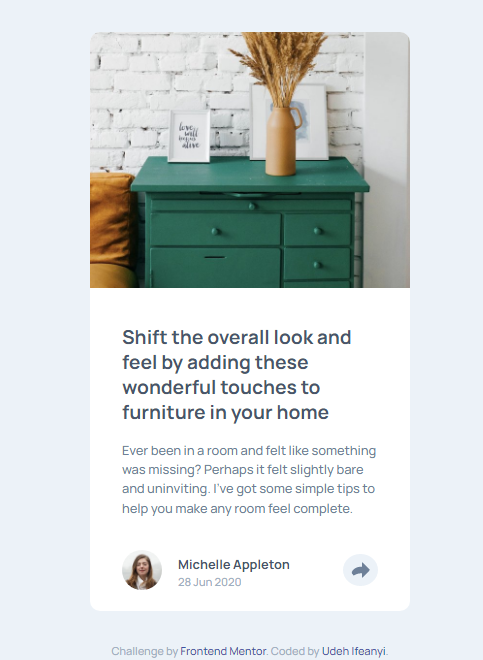 love
will
keep us
alive
Shift the overall look and
feel by adding these
wonderful touches to
furniture in your home
Ever been in a room and felt like something
was missing? Perhaps it felt slightly bare
and uninviting. I've got some simple tips to
help you make any room feel complete.
Michelle Appleton
28 Jun 2020
Challenge by Frontend Mentor. Coded by Udeh Ifeanyi.